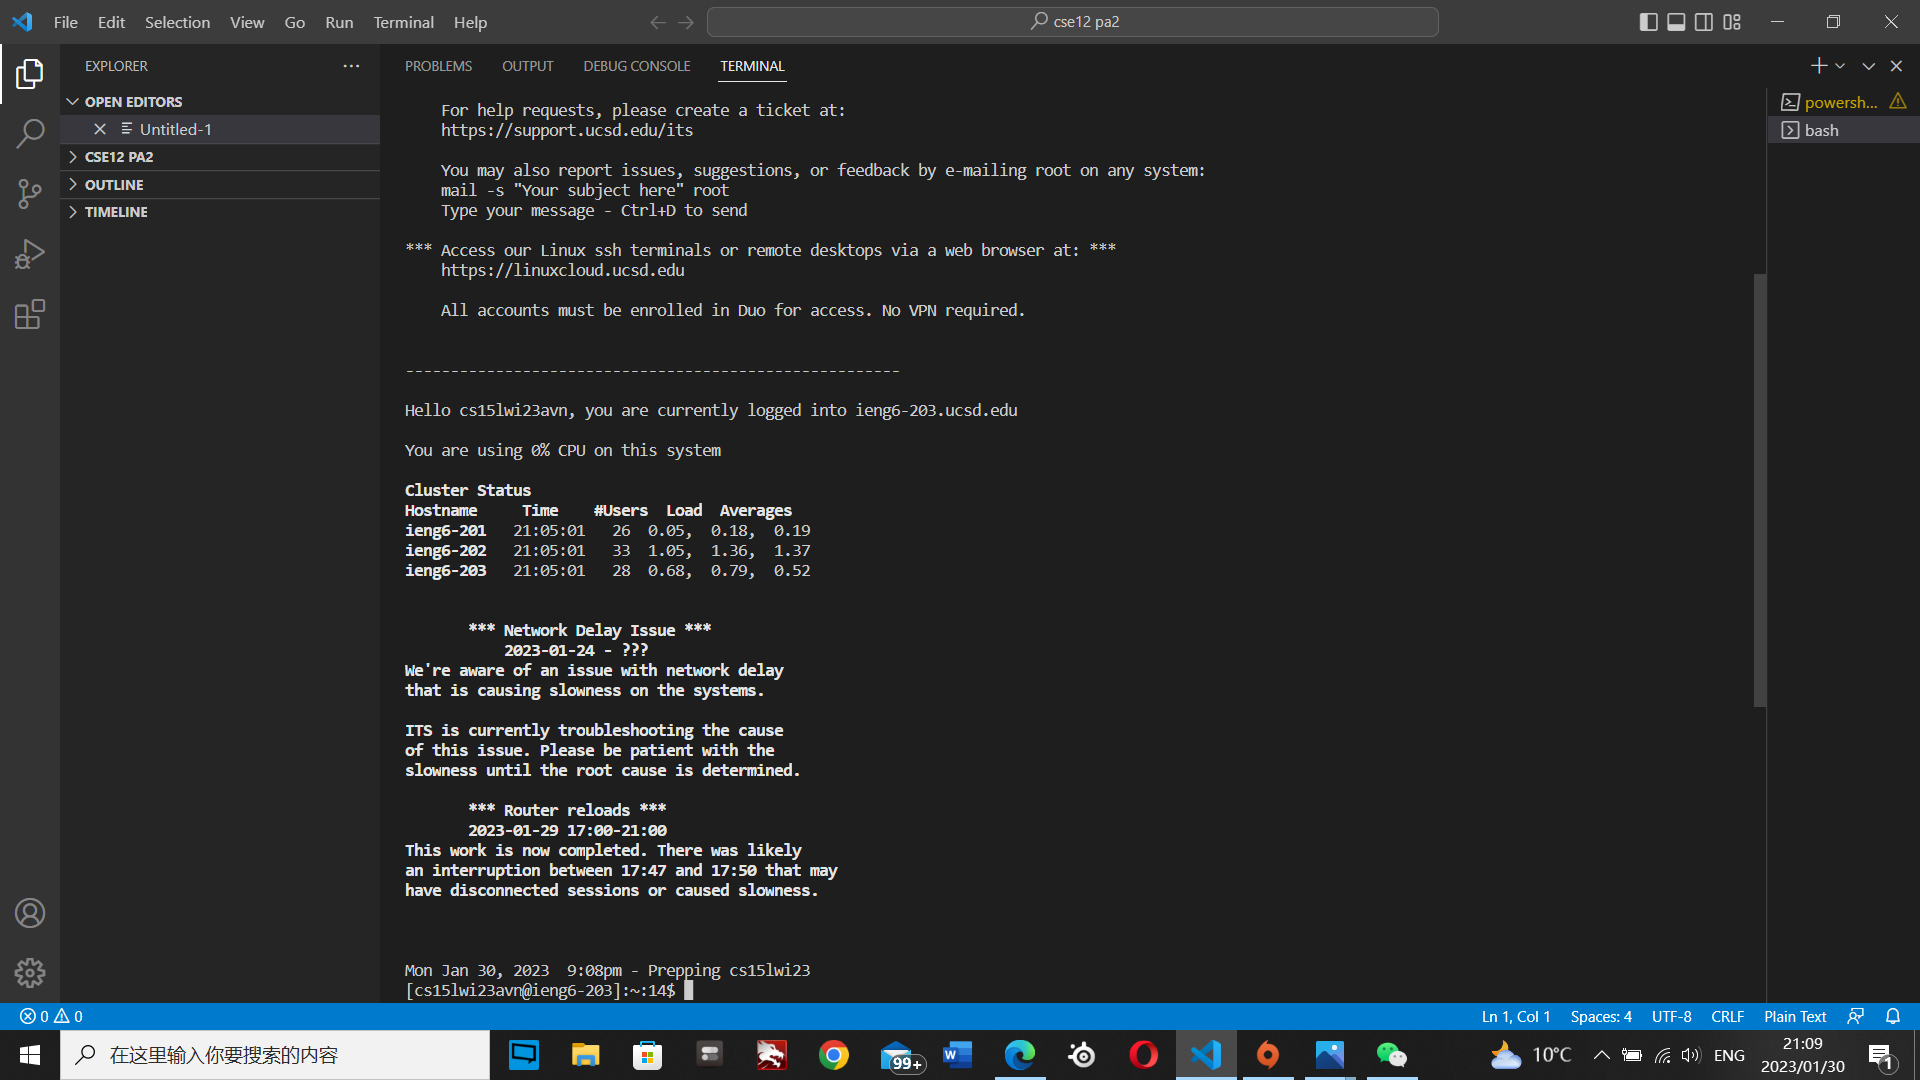 File Edit Selection View Go Run Terminal Help
cse12 pa2
EXPLORER
OPEN EDITORS
Untitled-1
CSE12 PA2
OUTLINE
TIMELINE
PROBLEMS OUTPUT DEBUG CONSOLE TERMINAL
powersh...
bash
For help requests, please create a ticket at:
https://support.ucsd.edu/its
You may also report issues, suggestions, or feedback by e-mailing root on any system:
mail -s "Your subject here" root
Type your message - Ctrl+D to send
*** Access our Linux ssh terminals or remote desktops via a web browser at: ***
https://linuxcloud.ucsd.edu
All accounts must be enrolled in Duo for access. No VPN required.
-------------------------------------------------------
Hello cs15lwi23avn, you are currently logged into ieng6-203.ucsd.edu
You are using 0% CPU on this system
Cluster Status
Hostname Time #Users Load Averages
ieng6-201 21:05:01 26 0.05, 0.18, 0.19
ieng6-202 21:05:01 33 1.05, 1.36, 1.37
ieng6-203 21:05:01 28 0.68, 0.79, 0.52
*** Network Delay Issue ***
2023-01-24 - ???
We're aware of an issue with network delay
that is causing slowness on the systems.
ITS is currently troubleshooting the cause
of this issue. Please be patient with the
slowness until the root cause is determined.
*** Router reloads ***
2023-01-29 17:00-21:00
This work is now completed. There was likely
an interruption between 17:47 and 17:50 that may
have disconnected sessions or caused slowness.
Mon Jan 30, 2023 9:08pm - Prepping cs15lwi23
[cs15lwi23avn@ieng6-203]:~:14$
0 0
Ln 1, Col 1 Spaces: 4 UTF-8 CRLF Plain Text
在这里输入你要搜索的内容
99+
10°C
ENG
21:09
2023/01/30
1